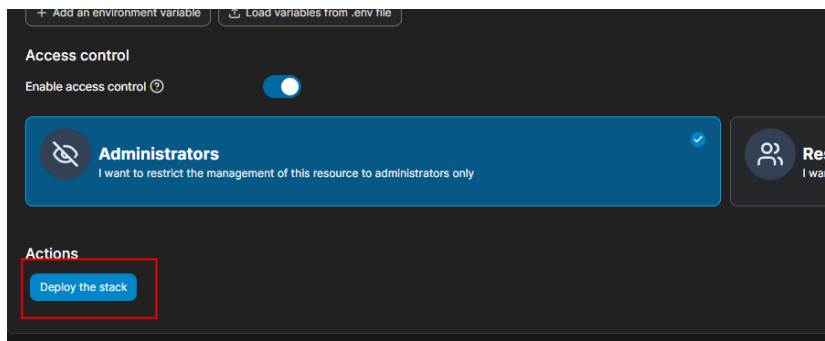 + Add an environment variable
Load variables from .env file
Access control
Enable access control
Administrators
I want to restrict the management of this resource to administrators only
Actions
Deploy the stack